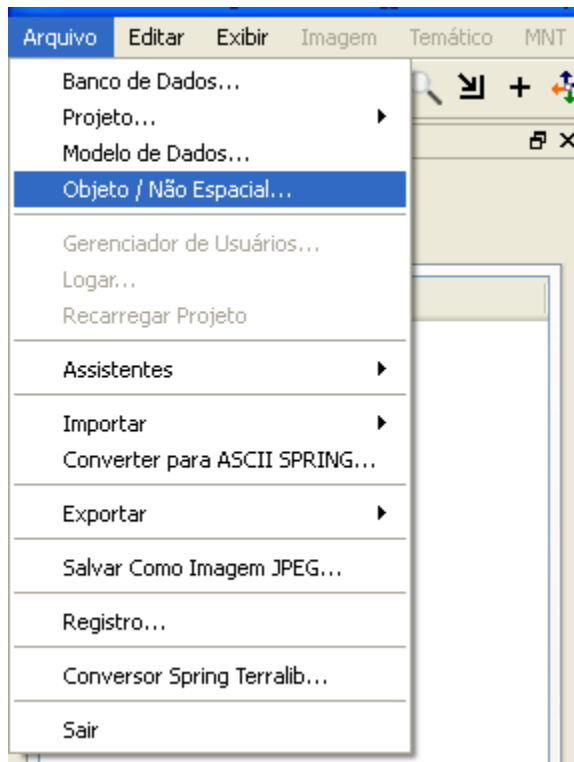 Arquivo Editar Exibir Imagem Temático MNT
Banco de Dados...
Projeto...
Modelo de Dados...
Objeto / Não Espacial...
Gerenciador de Usuários...
Logar...
Recarregar Projeto
Assistentes
Importar
Converter para ASCII SPRING...
Exportar
Salvar Como Imagem JPEG...
Registro...
Conversor Spring Terralib...
Sair